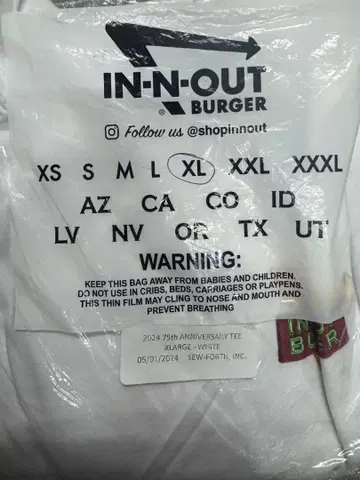 IN-N-OUT
® BURGER
Follow us @shopinnout
XS S M L XL XXL XXXL
AZ CA CO ID
LV NV OR TX UT
WARNING:
KEEP THIS BAG AWAY FROM BABIES AND CHILDREN.
DO NOT USE IN CRIBS, BEDS, CARRIAGES OR PLAYPENS.
THIS THIN FILM MAY CLING TO NOSE AND MOUTH AND
PREVENT BREATHING
2024 75th ANNIVERSARY TEE
XLARGE - WHITE
05/01/2024 SEW-FORTH, INC.